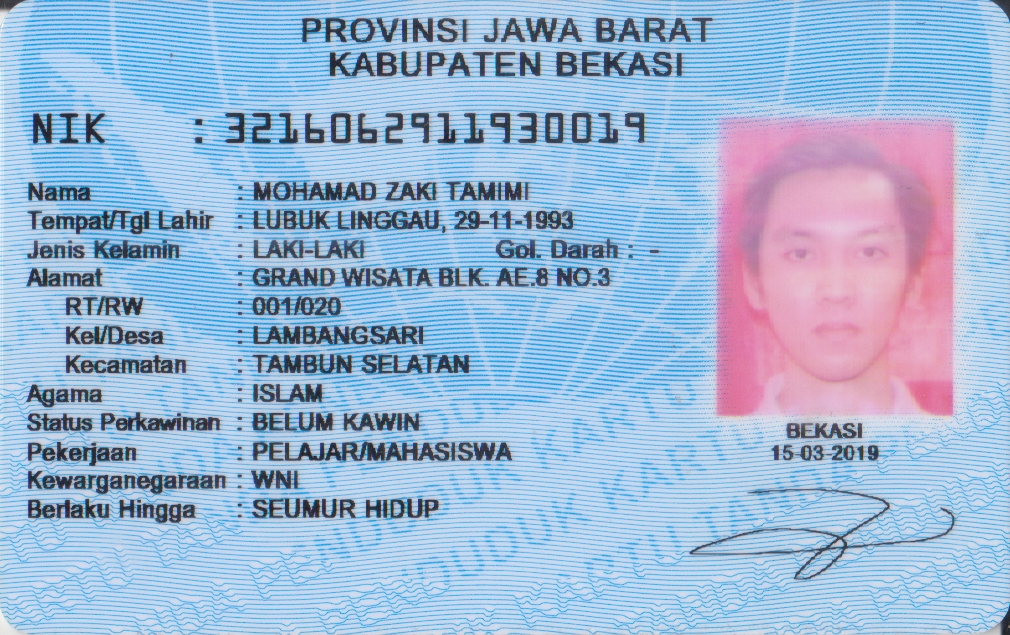 PROVINSI JAWA BARAT
KABUPATEN BEKASI
NIK : 3216062911930019
Nama : MOHAMAD ZAKI TAMIMI
Tempat/Tgl Lahir : LUBUK LINGGAU, 29-11-1993
Jenis Kelamin : LAKI-LAKI Gol. Darah : -
Alamat : GRAND WISATA BLK. AE.8 NO.3
RT/RW : 001/020
Kel/Desa : LAMBANGSARI
Kecamatan : TAMBUN SELATAN
Agama : ISLAM
Status Perkawinan : BELUM KAWIN
Pekerjaan : PELAJAR/MAHASISWA
Kewarganegaraan : WNI
Berlaku Hingga : SEUMUR HIDUP
BEKASI
15-03-2019